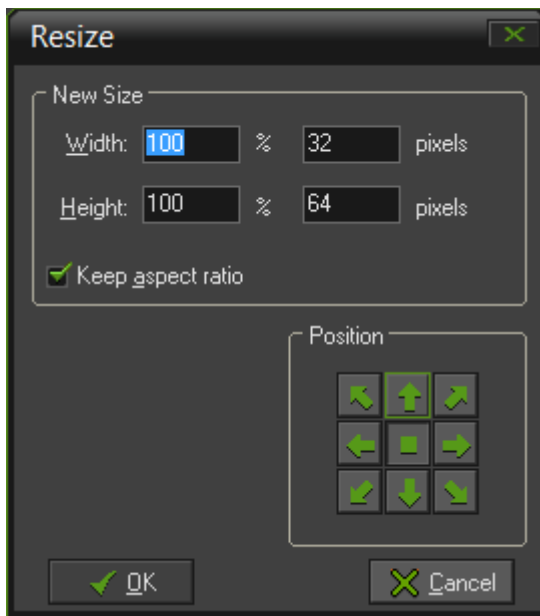 Resize
New Size
Width: 100 % 32 pixels
Height: 100 % 64 pixels
Keep aspect ratio
Position
OK Cancel